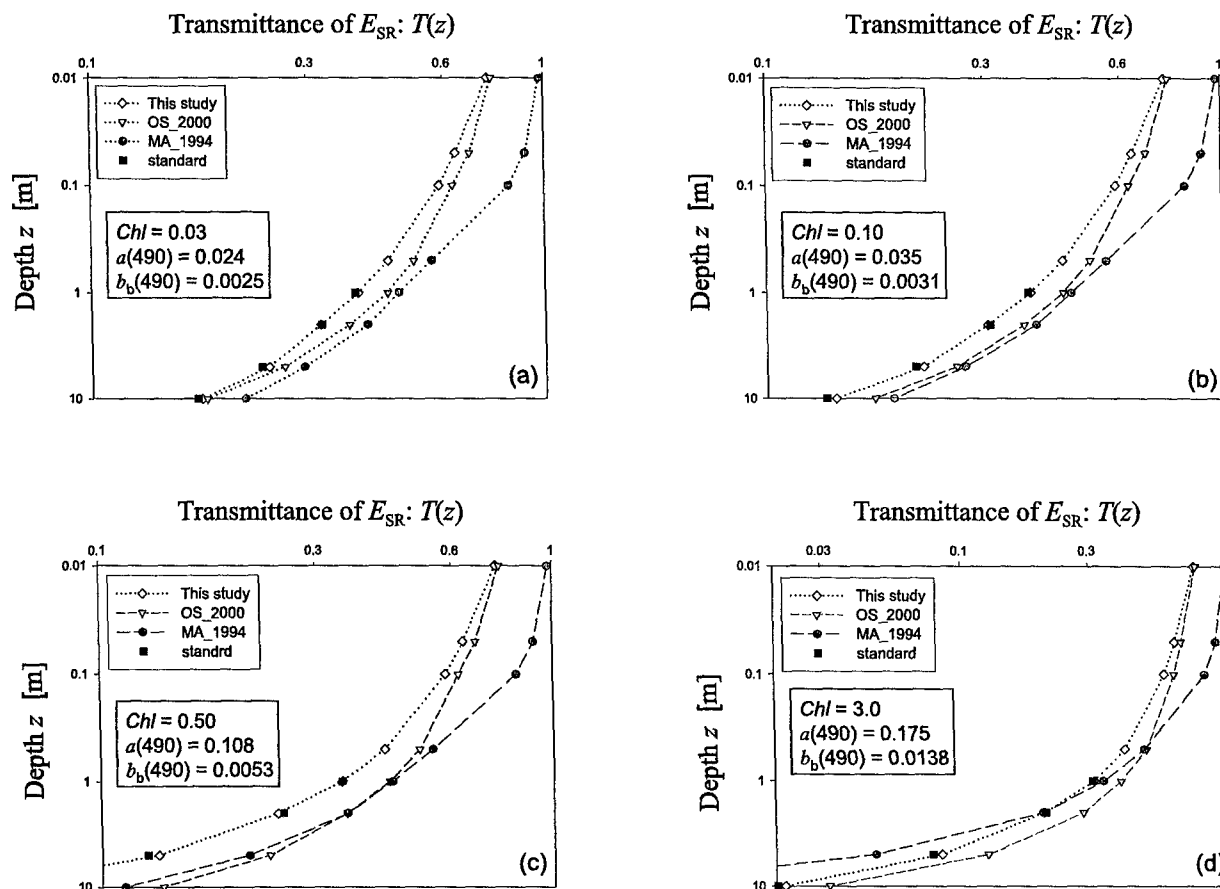 Transmittance of E_SR: T(z)
0.1 0.3 0.6 1
0.01
0.1
1
10
Depth z [m]
This study
OS_2000
MA_1994
standard
Chl = 0.03
a(490) = 0.024
b_b(490) = 0.0025
(a)
Transmittance of E_SR: T(z)
0.1 0.3 0.6 1
0.01
0.1
1
10
Depth z [m]
This study
OS_2000
MA_1994
standard
Chl = 0.10
a(490) = 0.035
b_b(490) = 0.0031
(b)
Transmittance of E_SR: T(z)
0.1 0.3 0.6 1
0.01
0.1
1
10
Depth z [m]
This study
OS_2000
MA_1994
standrd
Chl = 0.50
a(490) = 0.108
b_b(490) = 0.0053
(c)
Transmittance of E_SR: T(z)
0.03 0.1 0.3
0.01
0.1
1
10
Depth z [m]
This study
OS_2000
MA_1994
standard
Chl = 3.0
a(490) = 0.175
b_b(490) = 0.0138
(d)